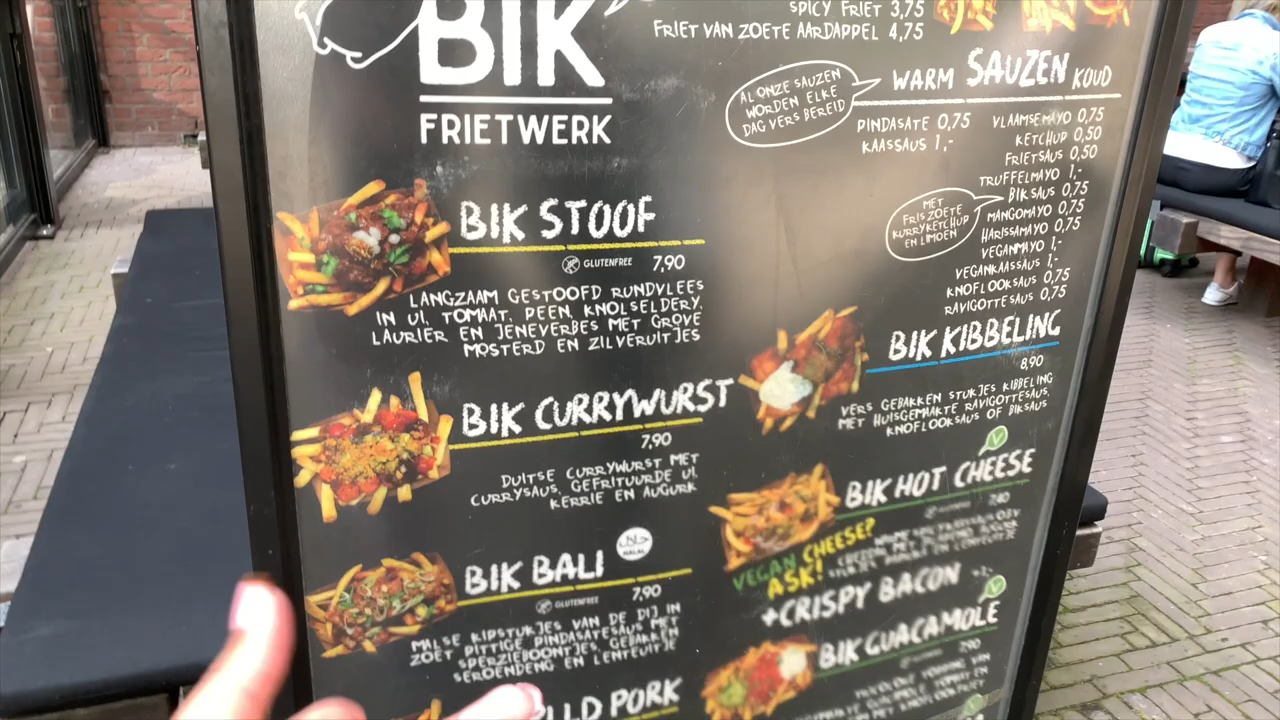 BIK
FRIETWERK
SPICY FRIET 3,75
FRIET VAN ZOETE AARDAPPEL 4,75
AL ONZE SAUZEN
WORDEN ELKE
DAG VERS BEREID
WARM SAUZEN KOUD
PINDASATE 0,75
KAASSAUS 1,-
VLAAMSE MAYO 0,75
KETCHUP 0,50
FRIETSAUS 0,50
TRUFFELMAYO 1,-
BIKSAUS 0,75
MANGOMAYO 0,75
HARISSAMAYO 0,75
VEGANMAYO 1,-
VEGANKAASSAUS 1,-
KNOFLOOKSAUS 0,75
RAVIGOTTESAUS 0,75
MET
FRIS ZOETE
KURRYKETCHUP
EN LIMOEN
BIK STOOF
GLUTENFREE 7,90
LANGZAAM GESTOOFD RUNDVLEES
IN UI, TOMAAT, PEEN, KNOLSELDERY,
LAURIER EN JENEVERBES MET GROVE
MOSTERD EN ZILVERUITJES
BIK CURRYWURST
7,90
DUITSE CURRYWURST MET
CURRYSAUS, GEFRITUURDE UI,
KERRIE EN AUGURK
BIK BALI
حلال
HALAL
GLUTENFREE 7,90
MALSE KIPSTUKJES VAN DE DIJ IN
ZOET PITTIGE PINDASATESAUS MET
SPERZIEBOONTJES, GEBAKKEN
SEROENDENG EN LENTEUITJE
PORK
BIK KIBBELING
8,90
VERS GEBAKKEN STUKJES KIBBELING
MET HUISGEMAAKTE RAVIGOTTESAUS,
KNOFLOOKSAUS OF BIKSAUS
BIK HOT CHEESE
VEGAN CHEESE?
ASK!
+CRISPY BACON
BIK GUACAMOLE